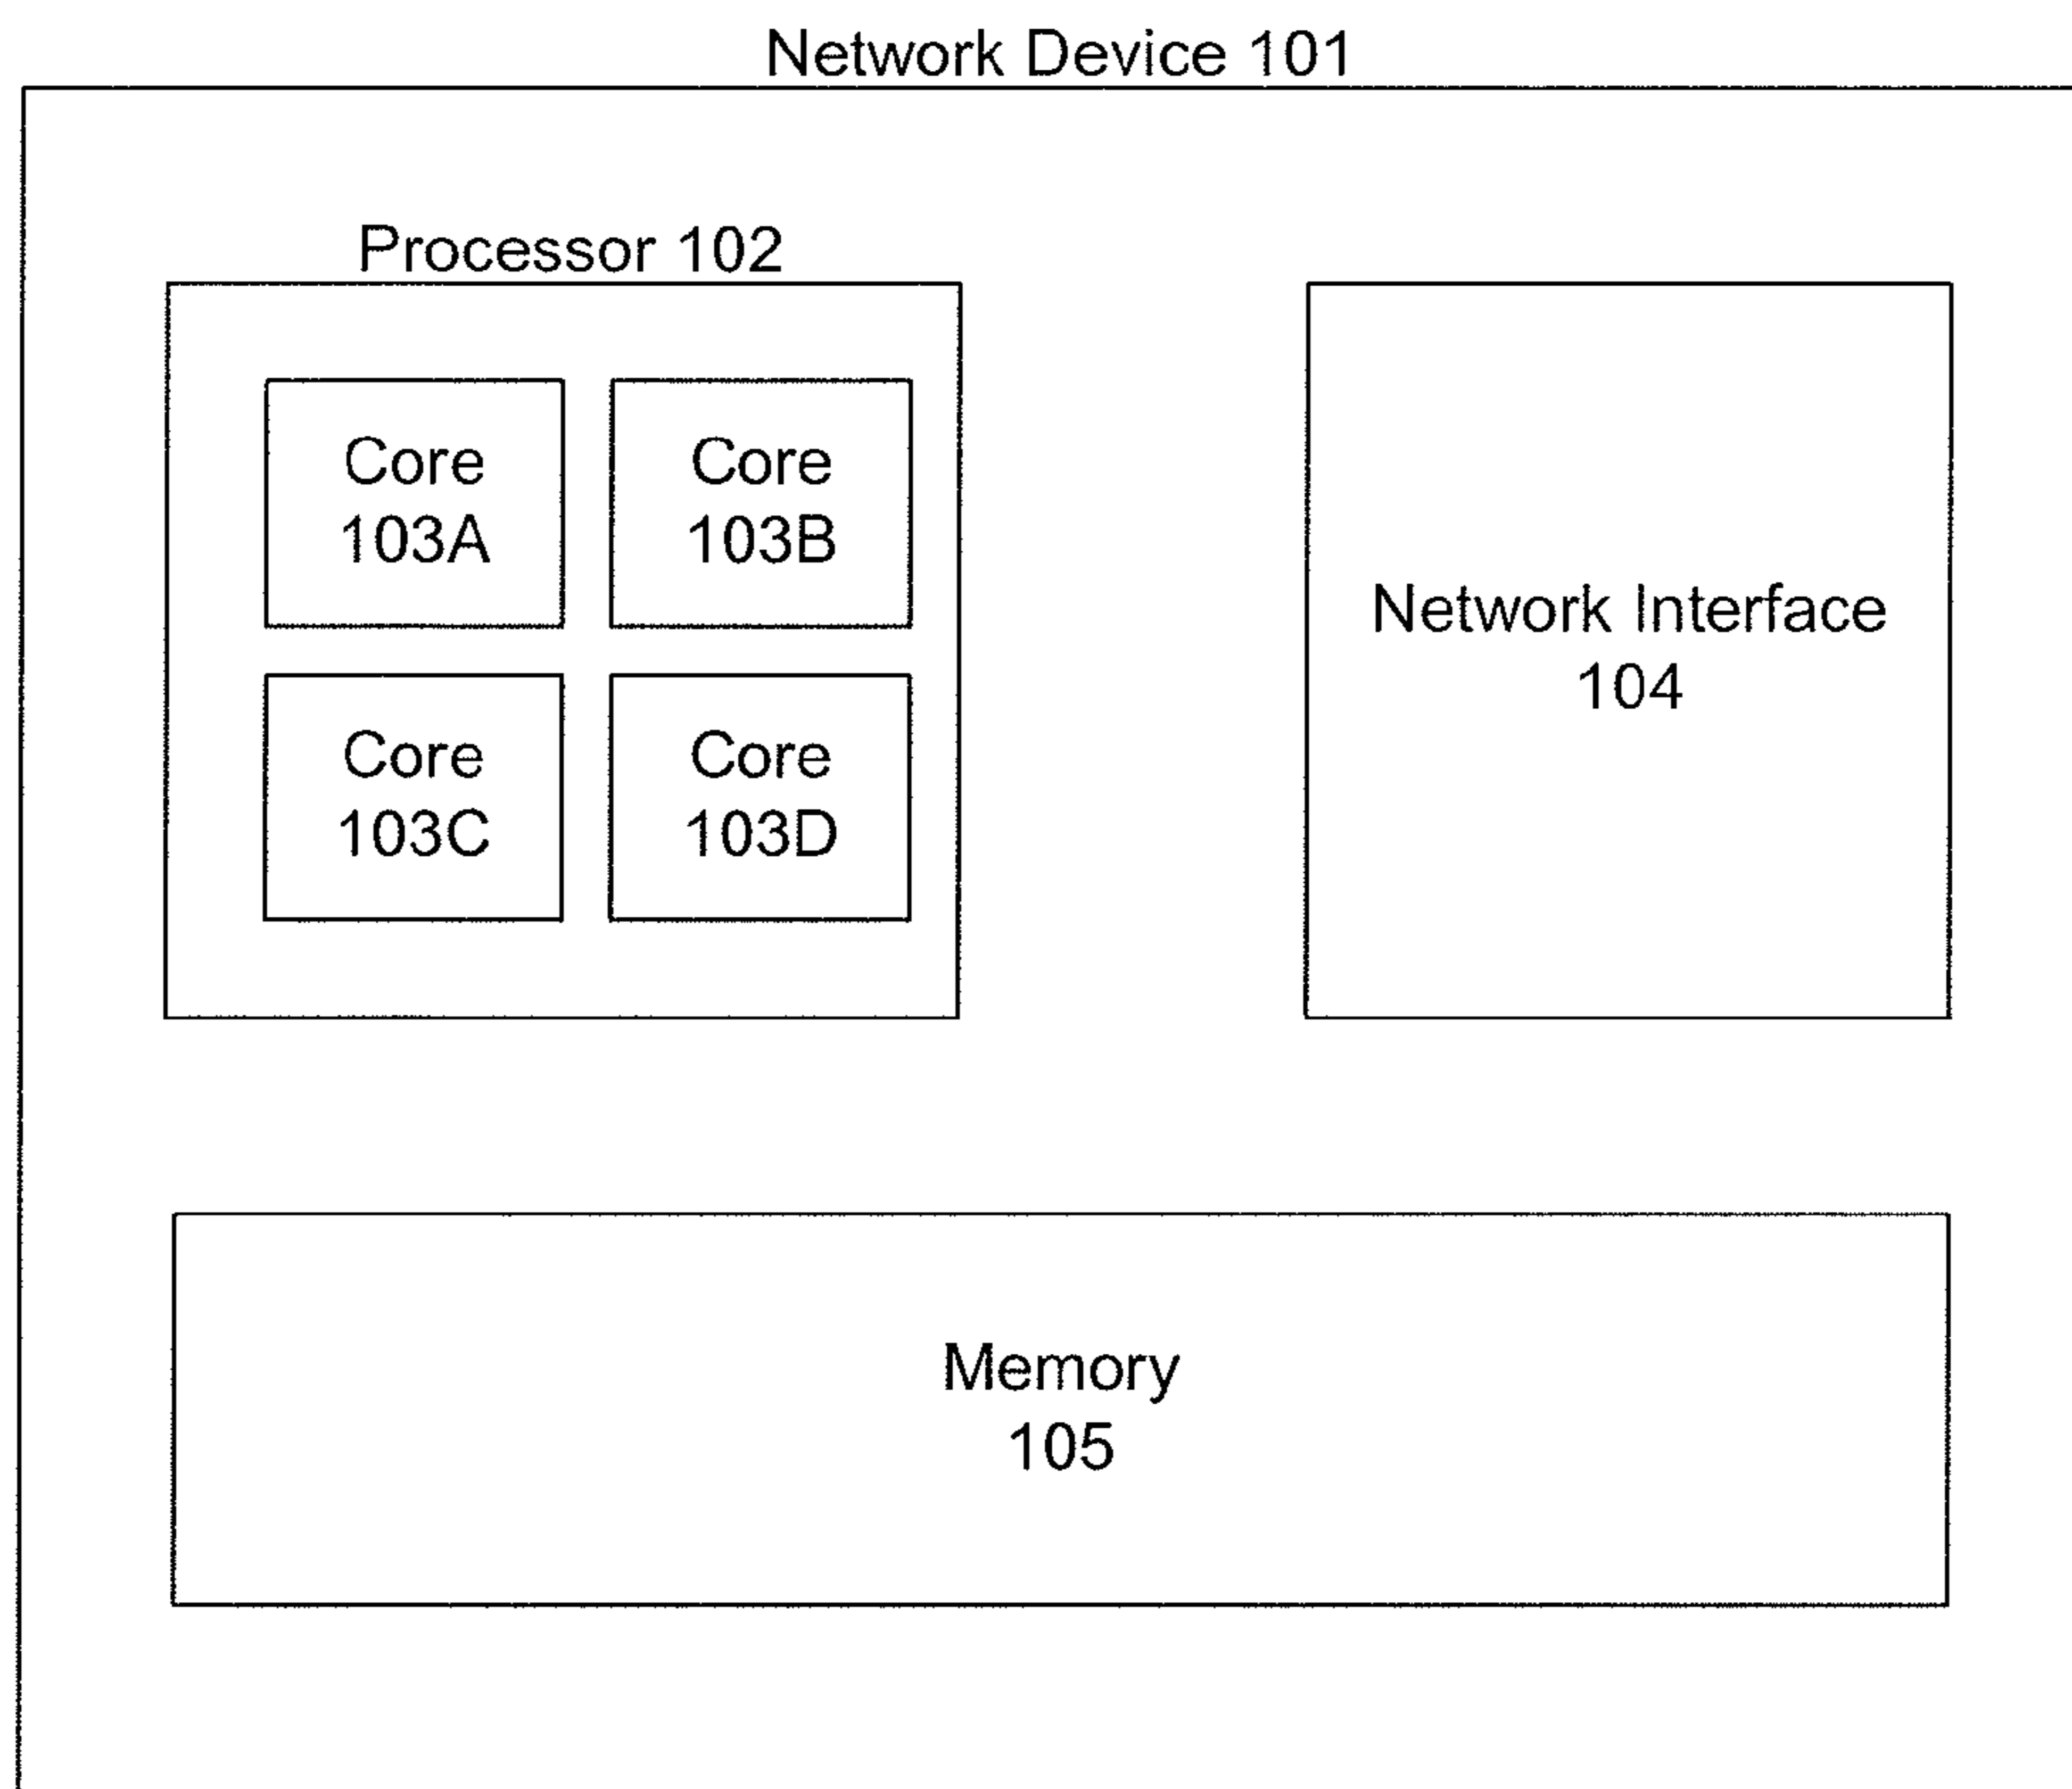 Network Device 101
Processor 102
Core
103A
Core
103B
Core
103C
Core
103D
Network Interface
104
Memory
105